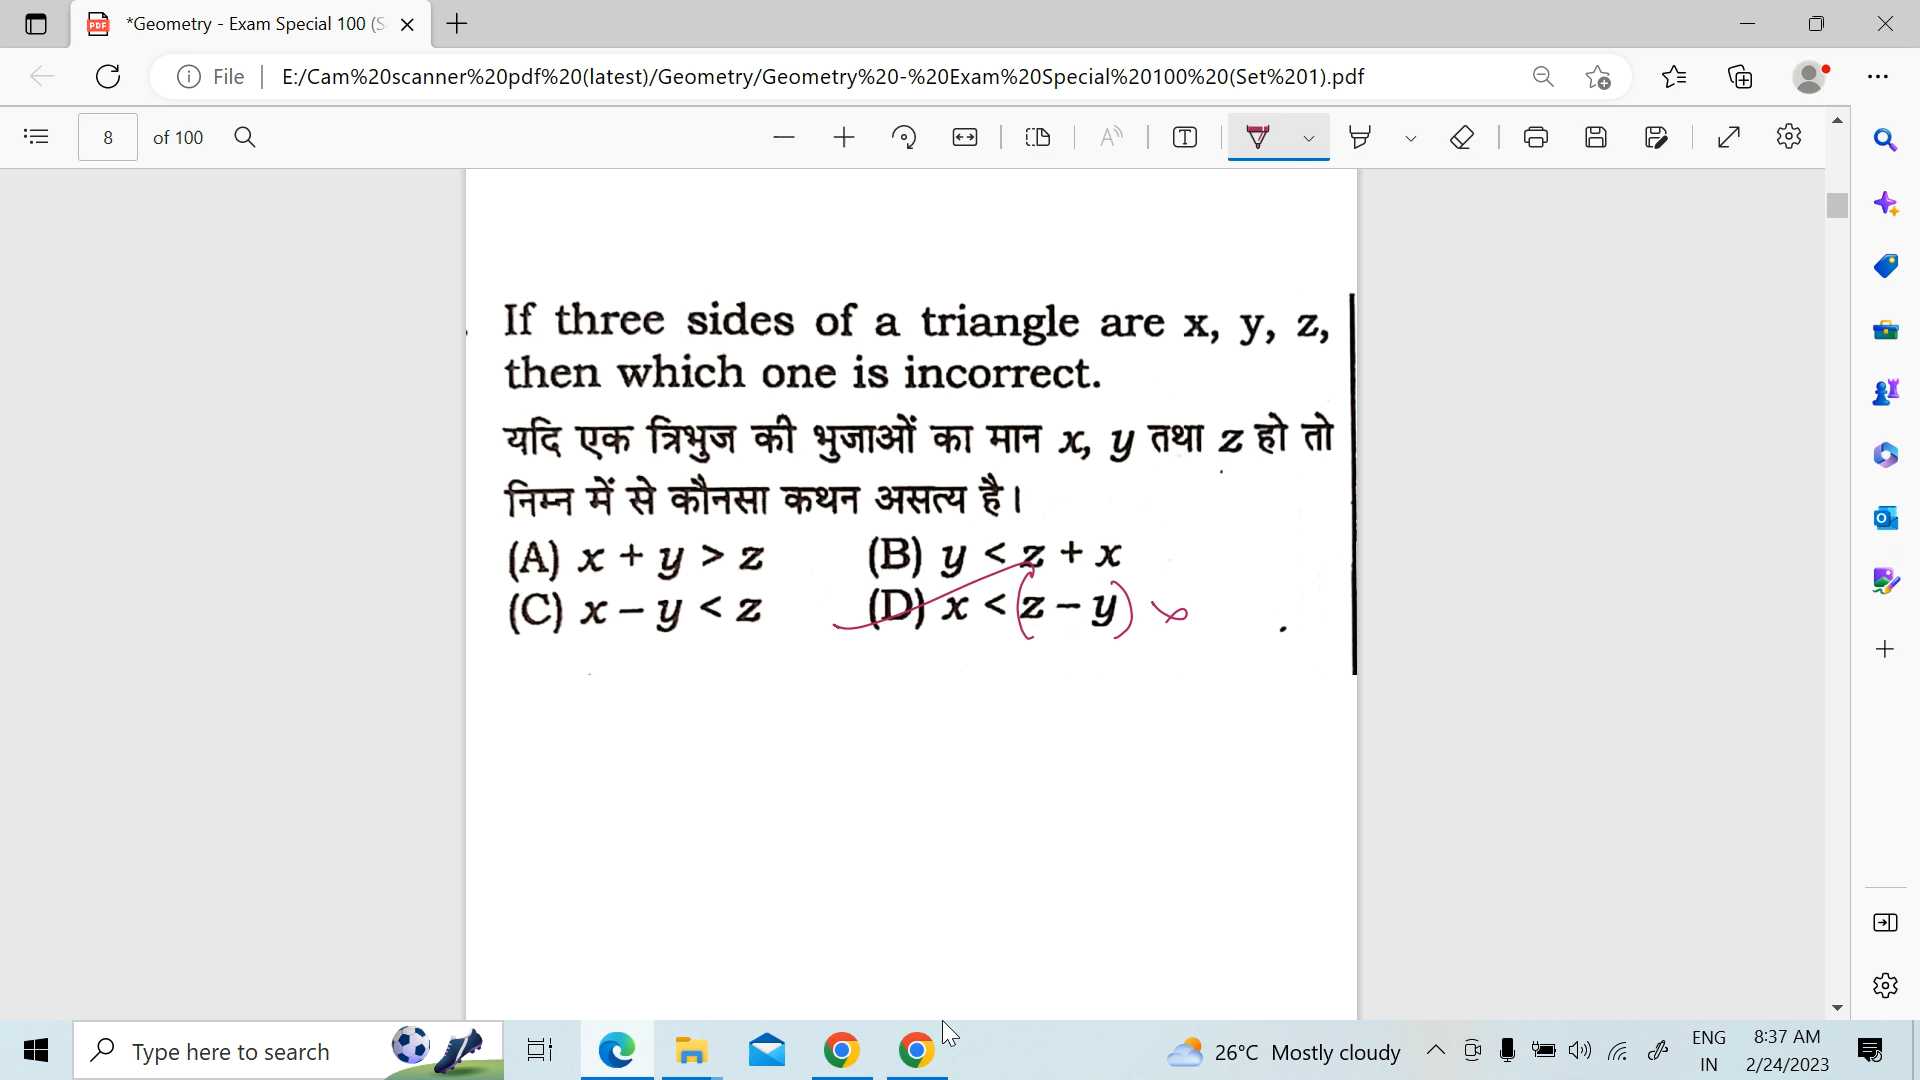 *Geometry - Exam Special 100 (S
File
E:/Cam%20scanner%20pdf%20(latest)/Geometry/Geometry%20-%20Exam%20Special%20100%20(Set%201).pdf
8 of 100
If three sides of a triangle are x, y, z,
then which one is incorrect.
यदि एक त्रिभुज की भुजाओं का मान x, y तथा z हो तो
निम्न में से कौनसा कथन असत्य है।
(A) x + y > z (B) y < z + x
(C) x – y < z (D) x < (z – y)
Type here to search
26°C Mostly cloudy
ENG
IN
8:37 AM
2/24/2023